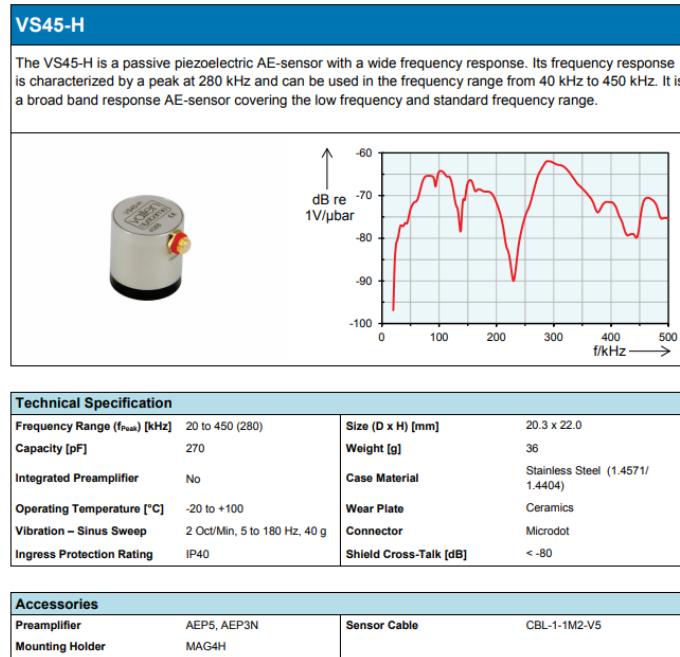 VS45-H
The VS45-H is a passive piezoelectric AE-sensor with a wide frequency response. Its frequency response
is characterized by a peak at 280 kHz and can be used in the frequency range from 40 kHz to 450 kHz. It is
a broad band response AE-sensor covering the low frequency and standard frequency range.
dB re
1V/µbar
-60
-70
-80
-90
-100
0 100 200 300 400 500
f/kHz
VS45-H
vallen
Technical Specification
Frequency Range (fPeak) [kHz] 20 to 450 (280) Size (D x H) [mm] 20.3 x 22.0
Capacity [pF] 270 Weight [g] 36
Integrated Preamplifier No Case Material Stainless Steel (1.4571/
1.4404)
Operating Temperature [°C] -20 to +100 Wear Plate Ceramics
Vibration – Sinus Sweep 2 Oct/Min, 5 to 180 Hz, 40 g Connector Microdot
Ingress Protection Rating IP40 Shield Cross-Talk [dB] < -80
Accessories
Preamplifier AEP5, AEP3N Sensor Cable CBL-1-1M2-V5
Mounting Holder MAG4H